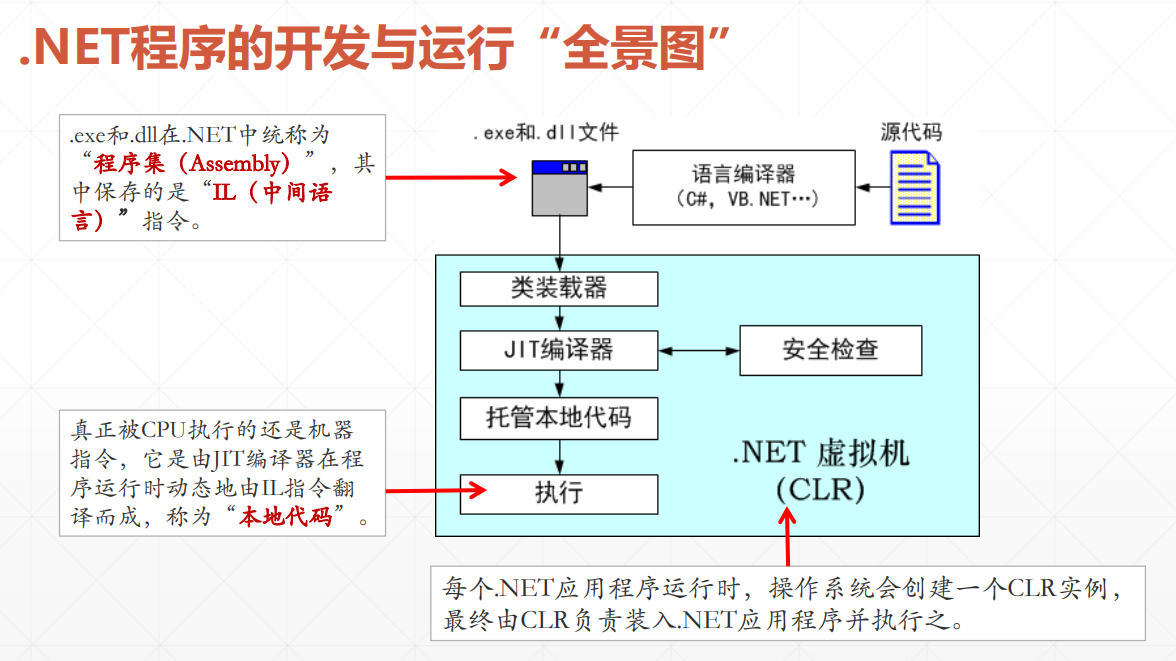 .NET程序的开发与运行“全景图”
.exe和.dll在.NET中统称为
“程序集（Assembly）”，其
中保存的是“IL（中间语
言）”指令。
.exe和.dll文件
语言编译器
（C#, VB.NET…）
源代码
类装载器
JIT编译器
安全检查
托管本地代码
执行
.NET 虚拟机
(CLR)
真正被CPU执行的还是机器
指令，它是由JIT编译器在程
序运行时动态地由IL指令翻
译而成，称为“本地代码”。
每个.NET应用程序运行时，操作系统会创建一个CLR实例，
最终由CLR负责装入.NET应用程序并执行之。